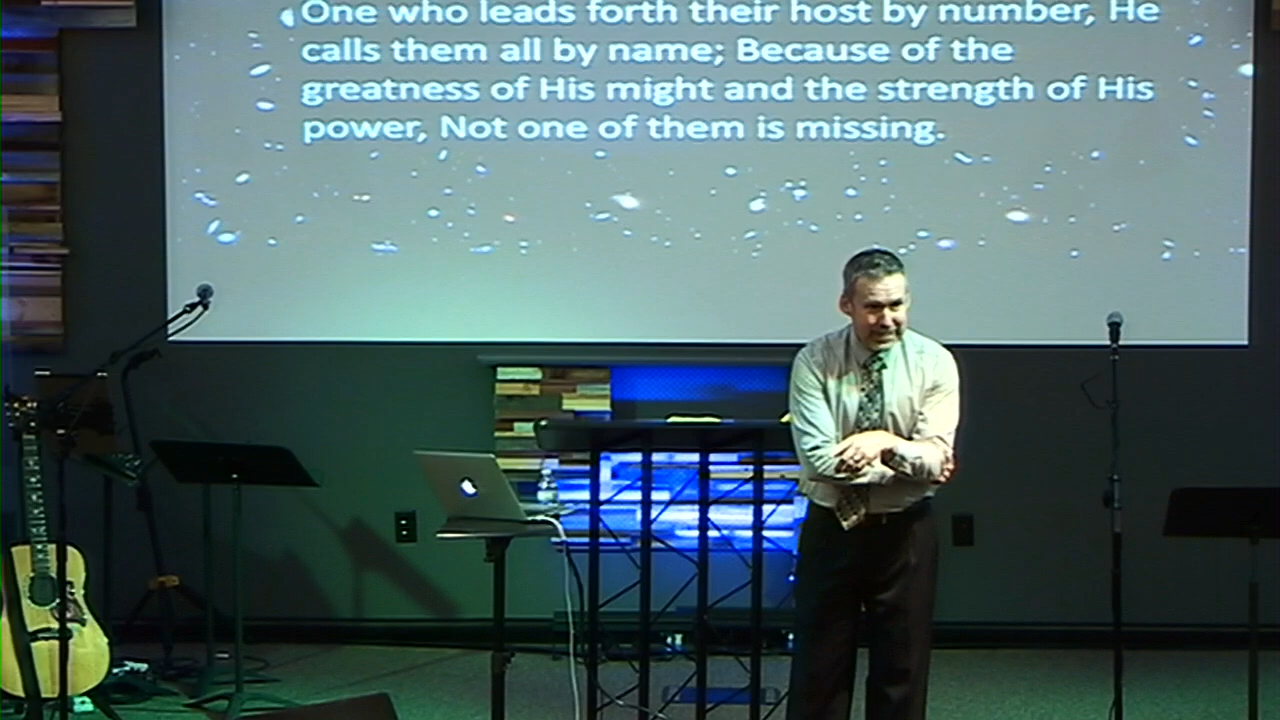 One who leads forth their host by number, He
calls them all by name; Because of the
greatness of His might and the strength of His
power, Not one of them is missing.